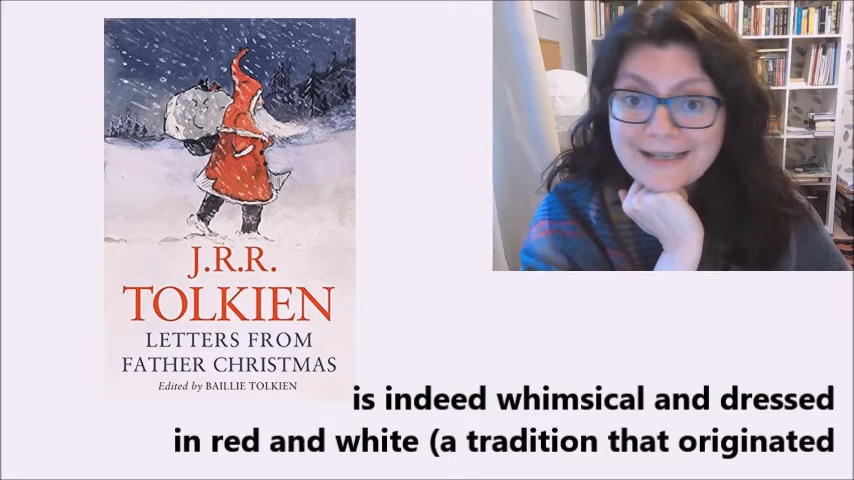 J.R.R.
TOLKIEN
LETTERS FROM
FATHER CHRISTMAS
Edited by BAILLIE TOLKIEN
is indeed whimsical and dressed
in red and white (a tradition that originated